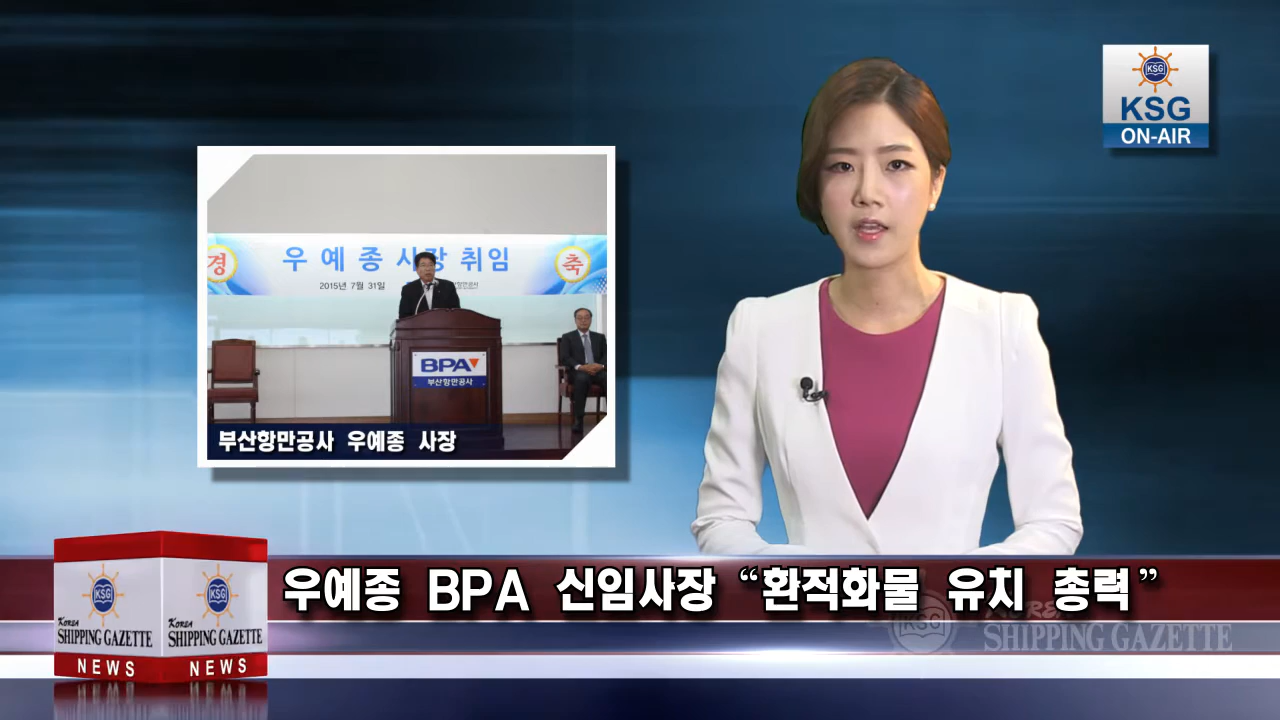 KSG
KSG
ON-AIR
경 우 예 종 사장 취임 축
2015년 7월 31일
BPA
부산항만공사
부산항만공사 우예종 사장
우예종 BPA 신임사장 “환적화물 유치 총력”
KSG KSG
KOREA KOREA
SHIPPING GAZETTE SHIPPING GAZETTE
NEWS NEWS
KSG KOREA
SHIPPING GAZETTE